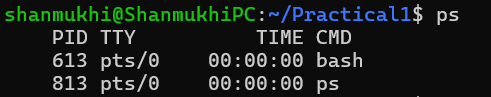 shanmukhi@ShanmukhiPC:~/Practical1$ ps
    PID TTY          TIME CMD
    613 pts/0    00:00:00 bash
    813 pts/0    00:00:00 ps